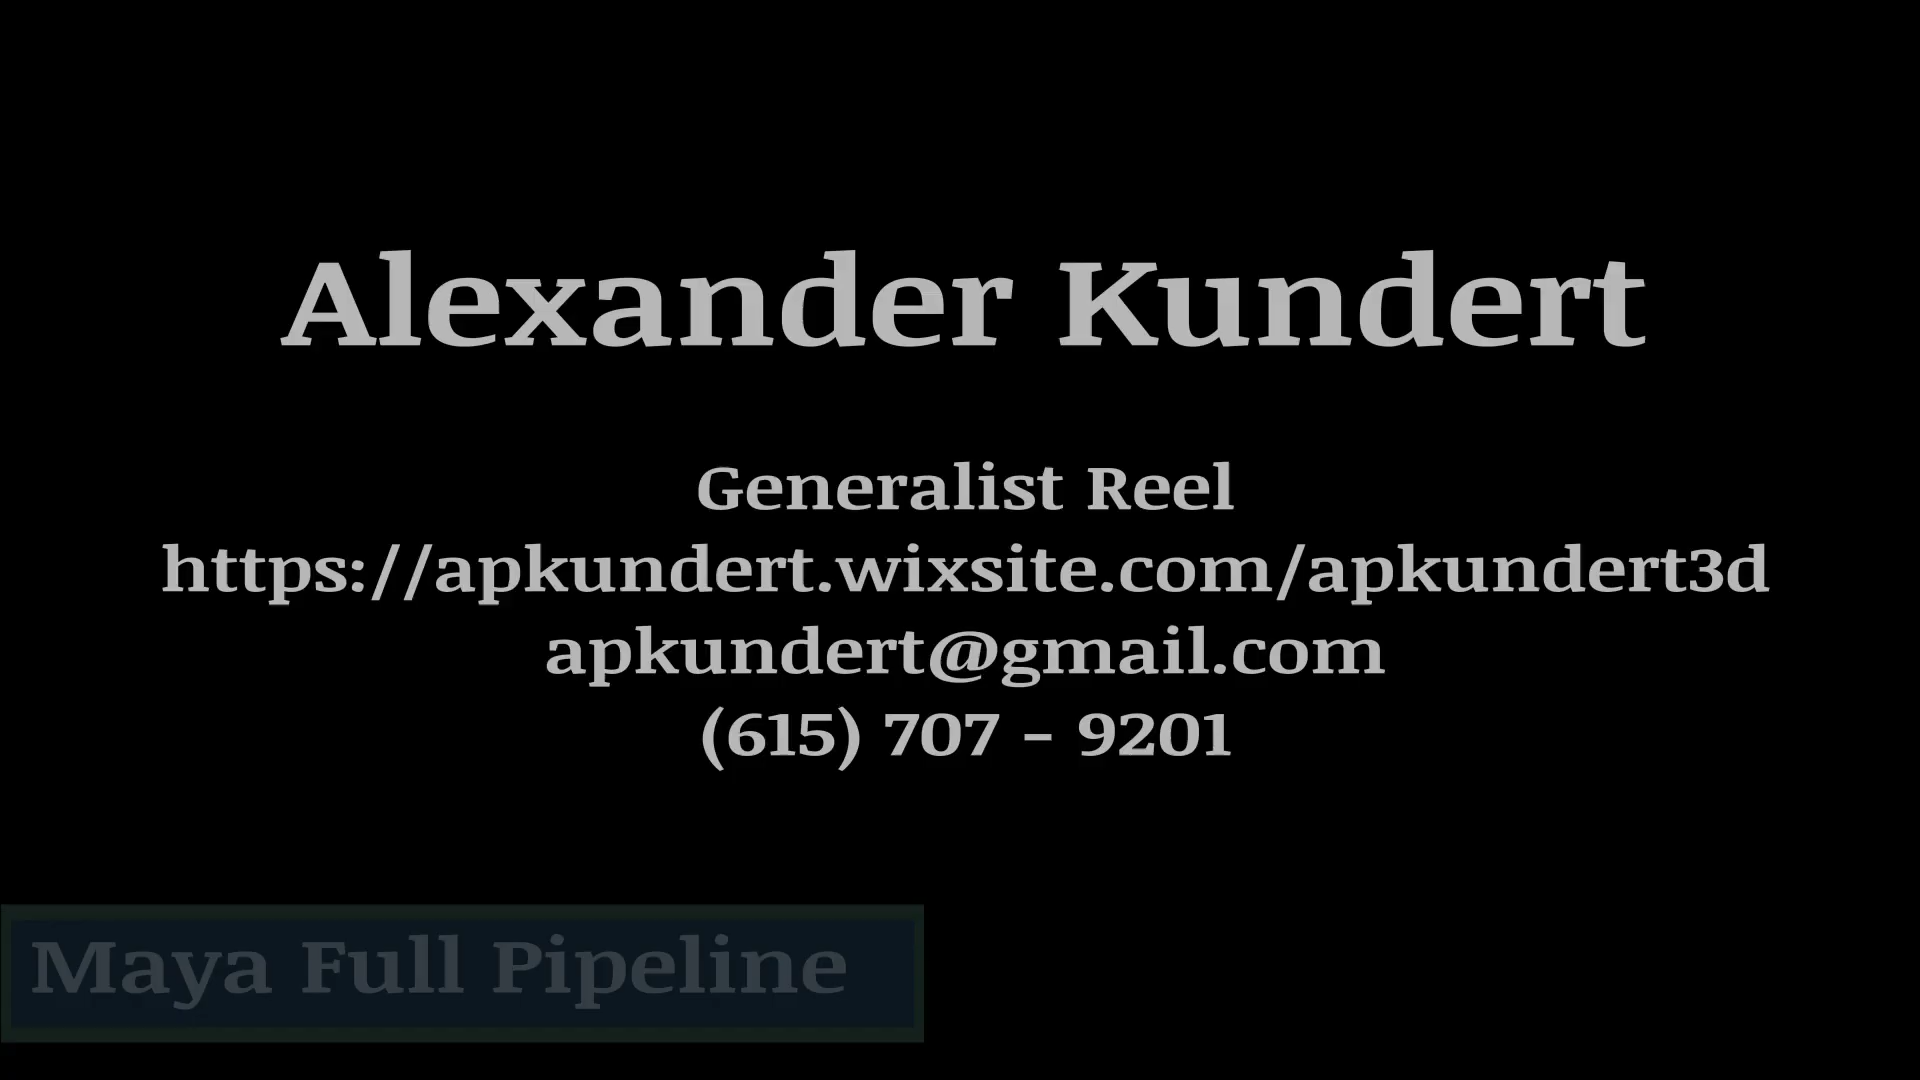 Alexander Kundert
Generalist Reel
https://apkundert.wixsite.com/apkundert3d
apkundert@gmail.com
(615) 707 - 9201
Maya Full Pipeline